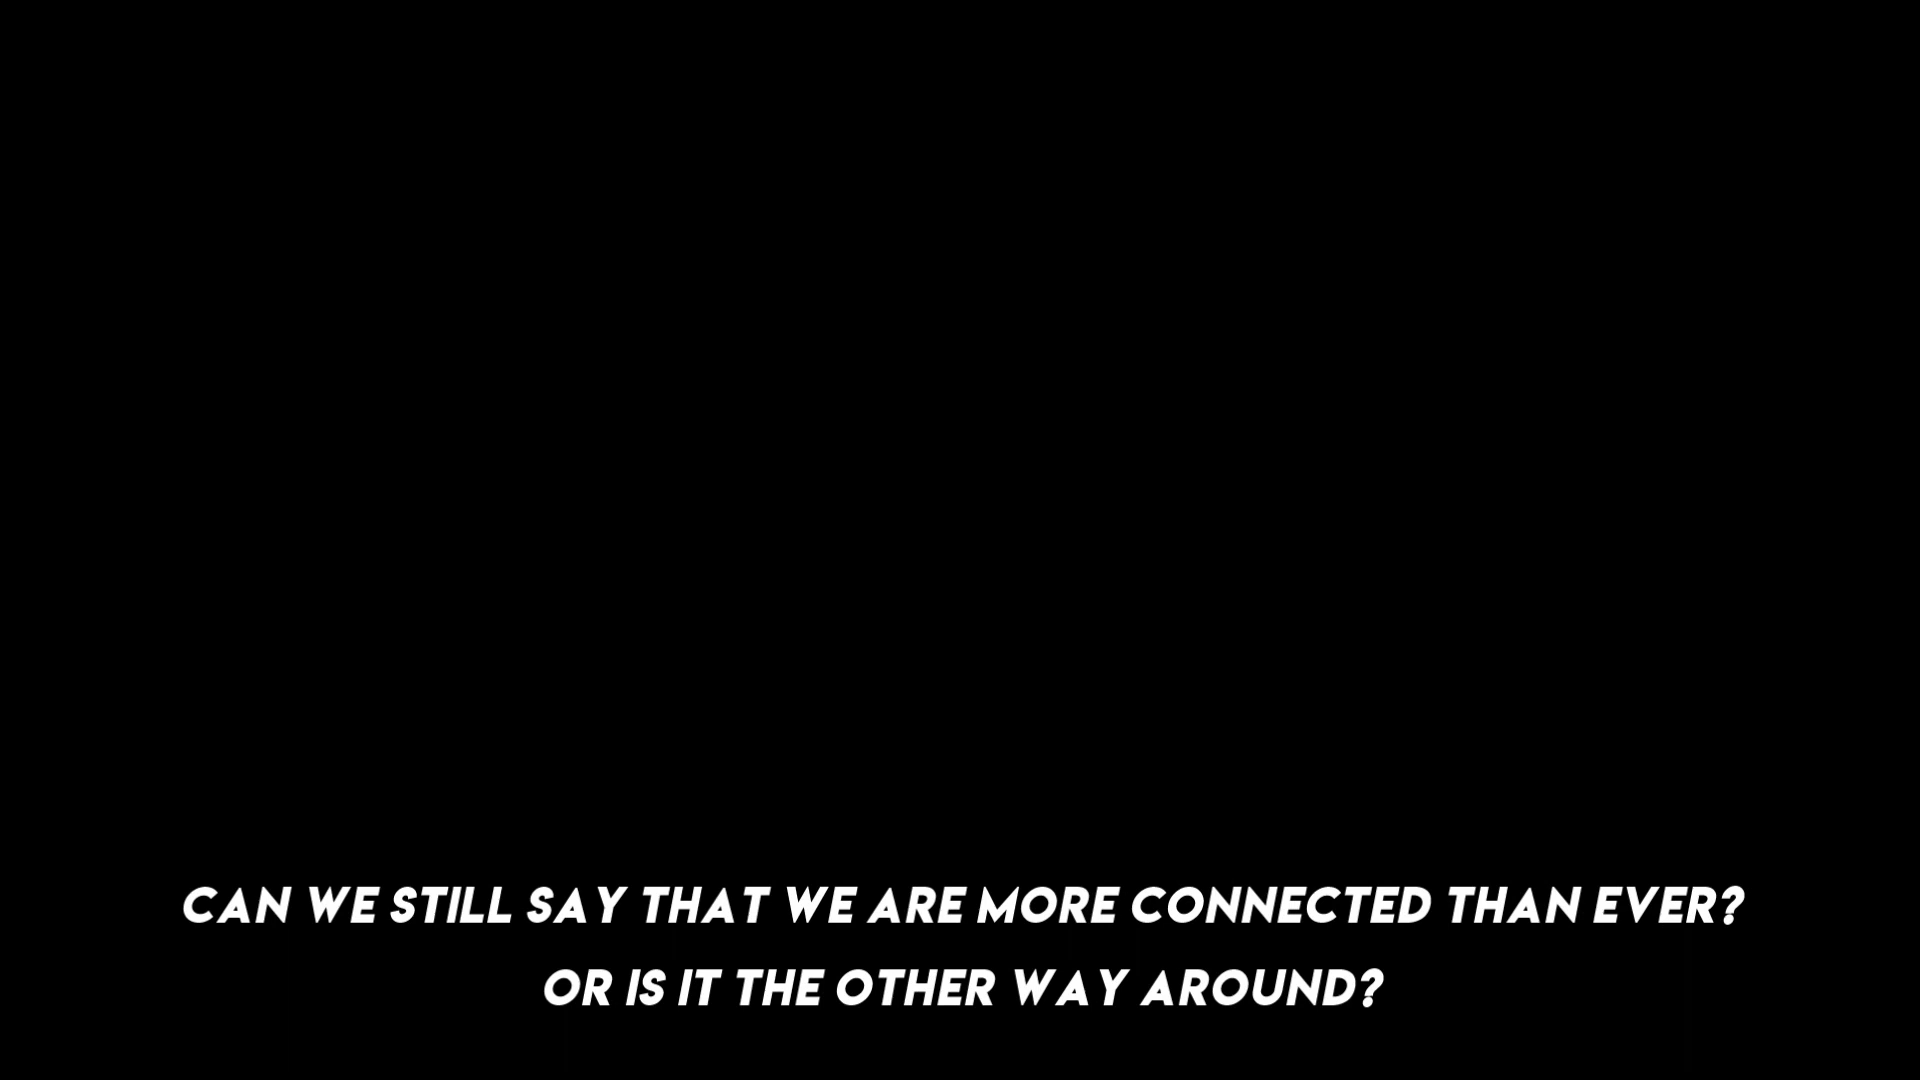 CAN WE STILL SAY THAT WE ARE MORE CONNECTED THAN EVER?
OR IS IT THE OTHER WAY AROUND?